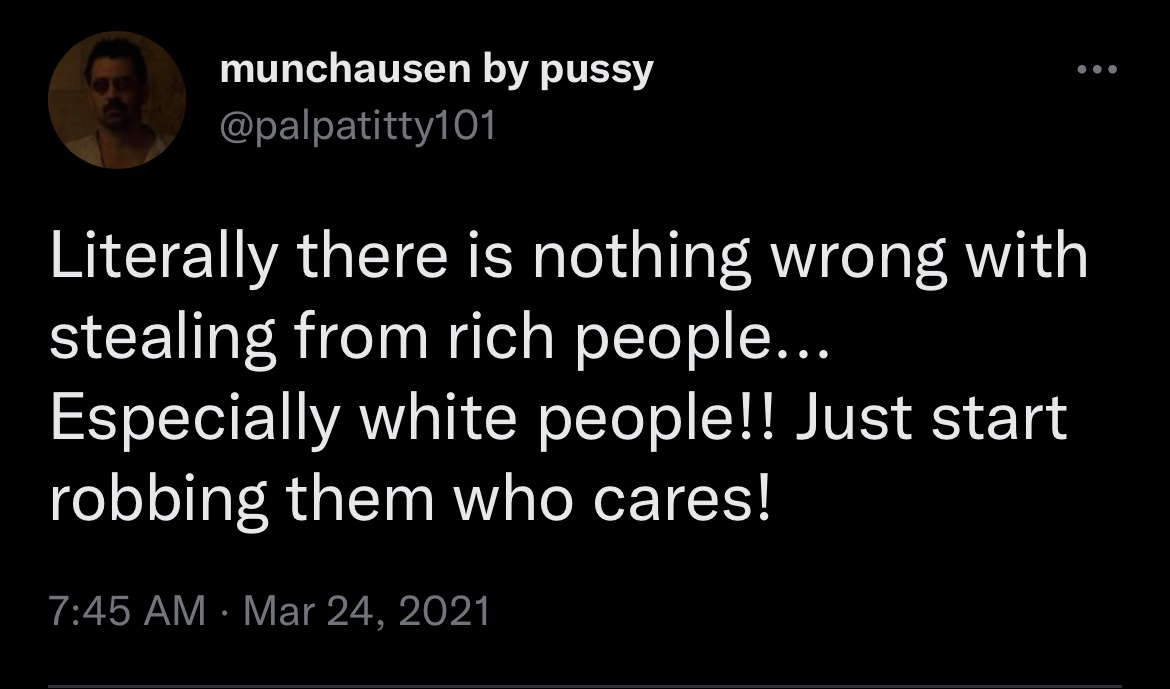 munchausen by pussy
@palpatitty101
Literally there is nothing wrong with
stealing from rich people...
Especially white people!! Just start
robbing them who cares!
7:45 AM · Mar 24, 2021